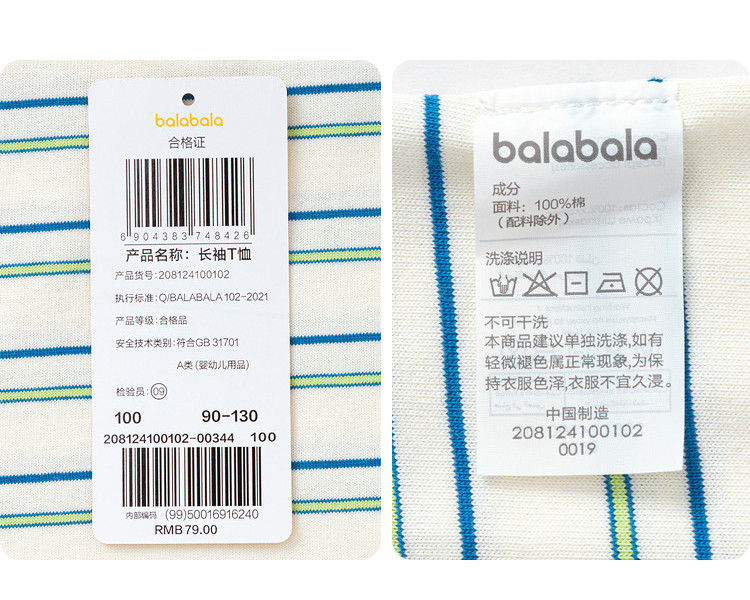 balabala
合格证
6 904383 748426
产品名称：长袖T恤
产品货号：208124100102
执行标准：Q/BALABALA 102-2021
产品等级：合格品
安全技术类别：符合GB 31701
A类（婴幼儿用品）
检验员：09
100 90-130
208124100102-00344 100
内部编码 (99)50016916240
RMB79.00
balabala
成分
面料：100%棉
（配料除外）
洗涤说明
不可干洗
本商品建议单独洗涤,如有
轻微褪色属正常现象,为保
持衣服色泽,衣服不宜久浸。
中国制造
208124100102
0019